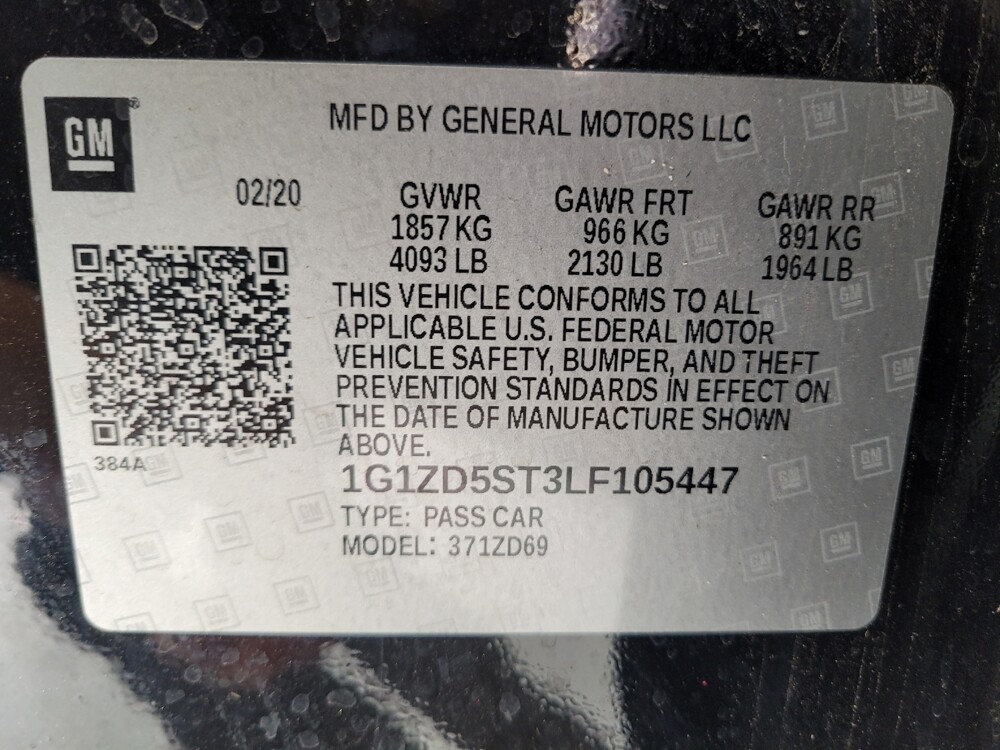 GM
MFD BY GENERAL MOTORS LLC
02/20
GVWR
1857 KG
4093 LB
GAWR FRT
966 KG
2130 LB
GAWR RR
891 KG
1964 LB
THIS VEHICLE CONFORMS TO ALL
APPLICABLE U.S. FEDERAL MOTOR
VEHICLE SAFETY, BUMPER, AND THEFT
PREVENTION STANDARDS IN EFFECT ON
THE DATE OF MANUFACTURE SHOWN
ABOVE.
384A
1G1ZD5ST3LF105447
TYPE: PASS CAR
MODEL: 371ZD69